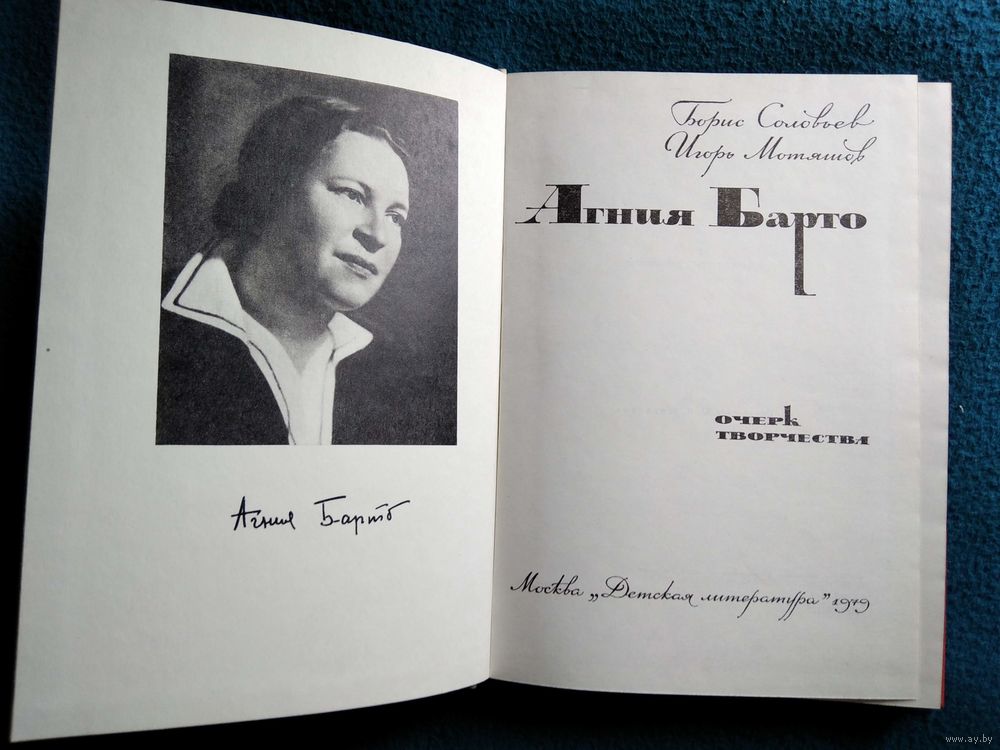 Агния Барто
Борис Соловьев
Игорь Мотяшов
Агния Барто
ОЧЕРК
ТВОРЧЕСТВА
Москва „Детская литература" 1979
www.ay.by